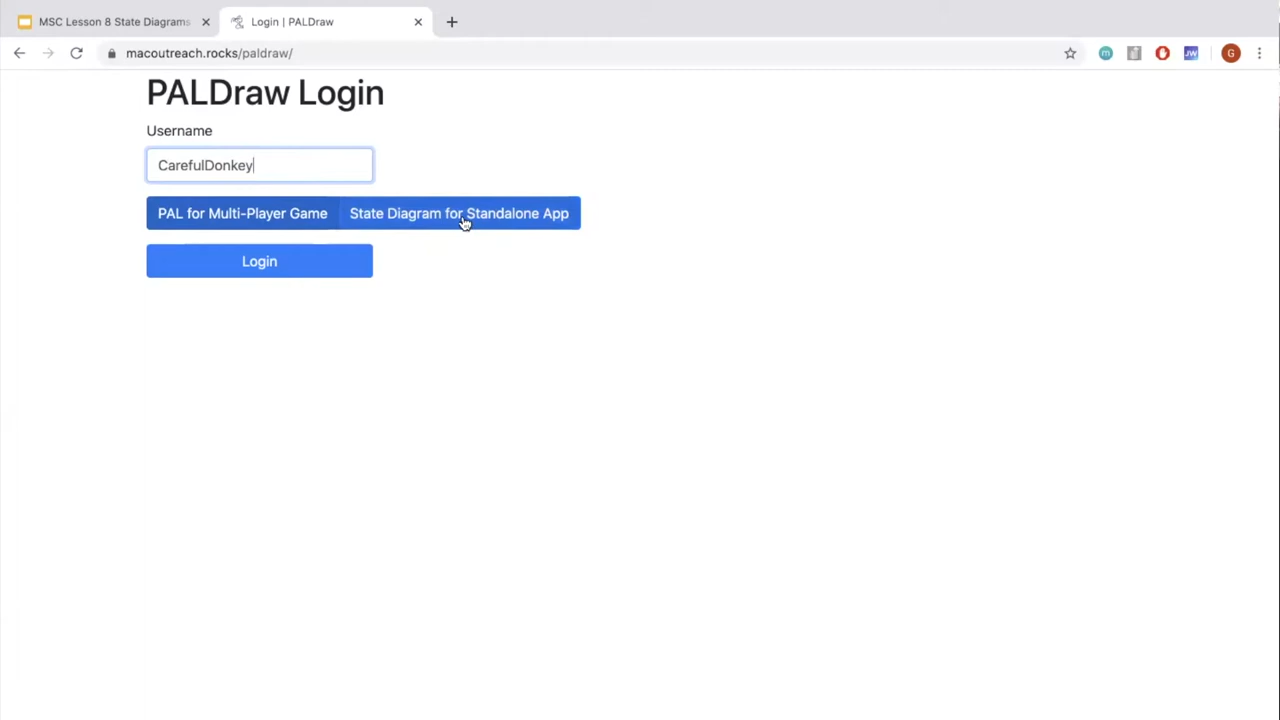 MSC Lesson 8 State Diagrams
Login | PALDraw
macoutreach.rocks/paldraw/
m
JW
G
PALDraw Login
Username
CarefulDonkey
PAL for Multi-Player Game
State Diagram for Standalone App
Login